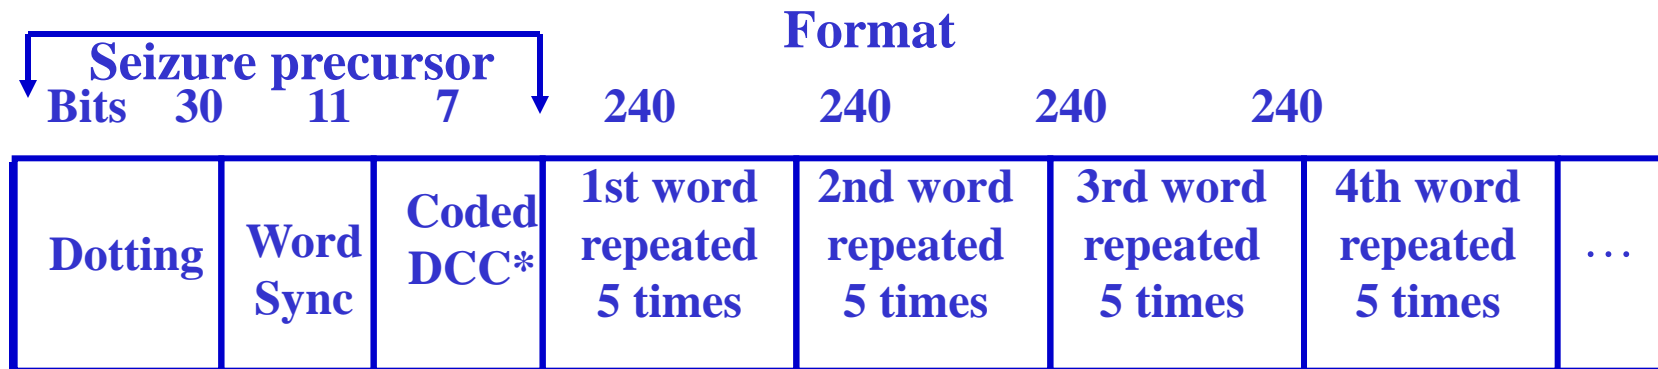 Format
Seizure precursor
Bits 30 11 7 240 240 240 240
Dotting
Word
Sync
Coded
DCC*
1st word
repeated
5 times
2nd word
repeated
5 times
3rd word
repeated
5 times
4th word
repeated
5 times
...